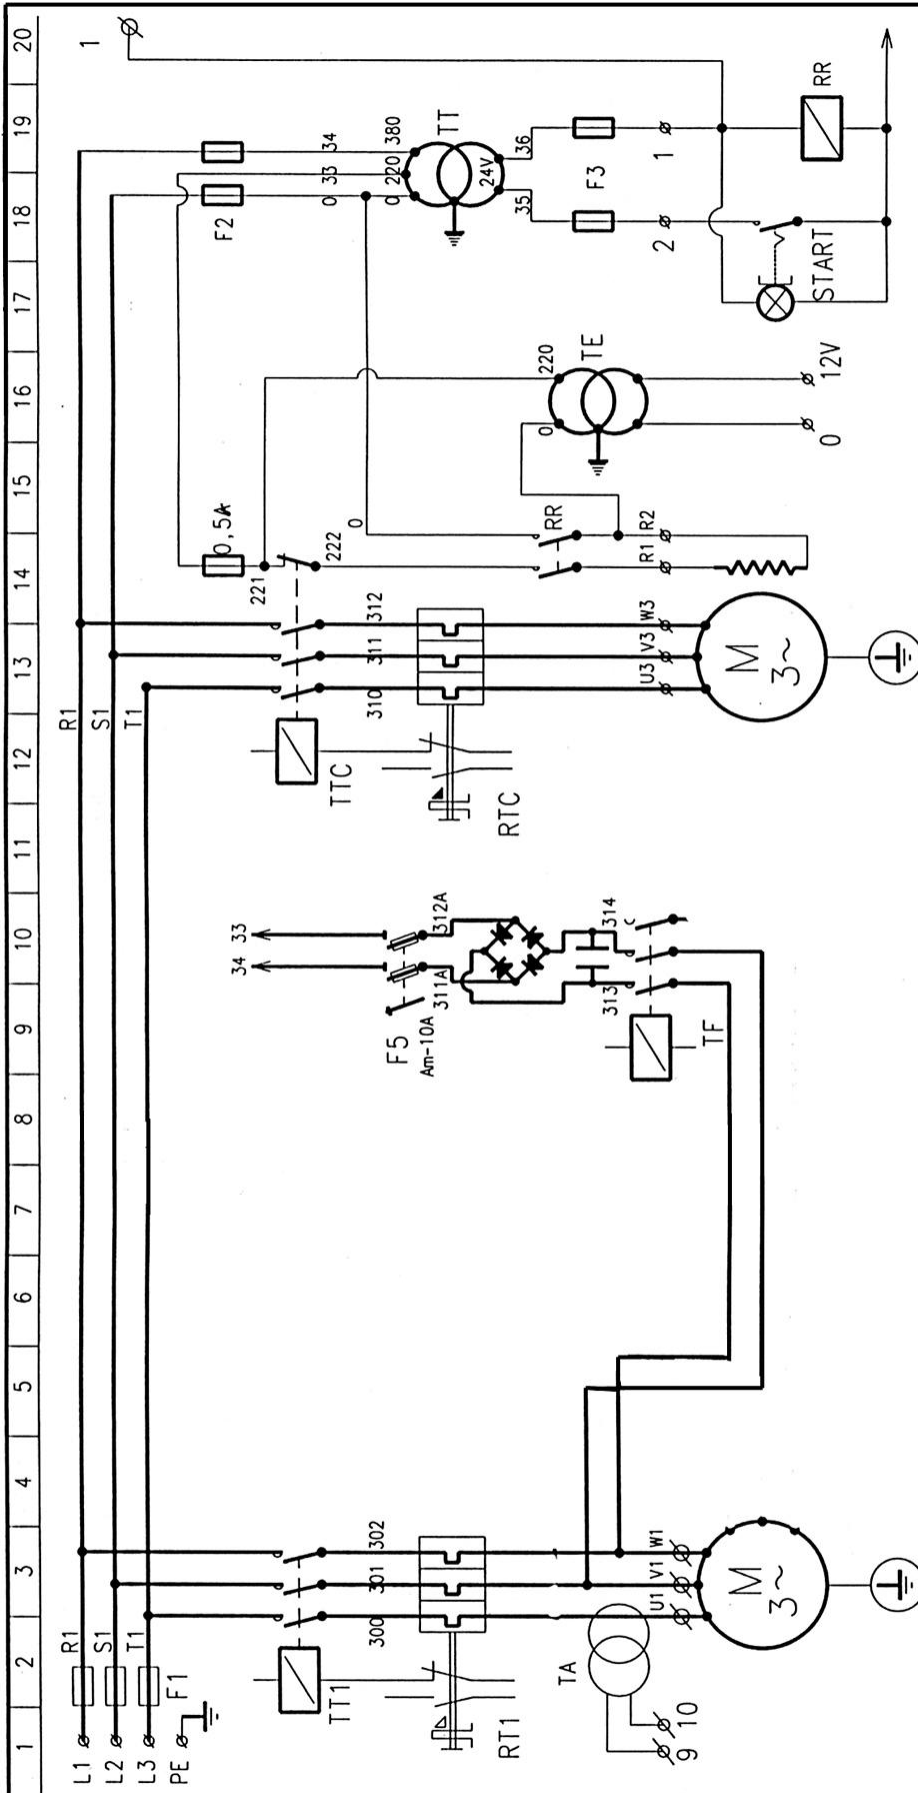 1 2 3 4 5 6 7 8 9 10 11 12 13 14 15 16 17 18 19 20
L1
L2
L3
PE
R1
S1
T1
F1
TT1
300
301
302
RT1
TA
9
10
U1
V1
W1
M
3~
34
33
F5
Am-10A
311A
312A
313
314
TF
R1
S1
T1
TTC
310
311
312
RTC
U3
V3
W3
M
3~
0,5A
221
222
0
RR
R1
R2
0
220
TE
0
12V
F2
0
33
34
0
220
380
TT
24V
35
36
F3
2
1
START
RR
1